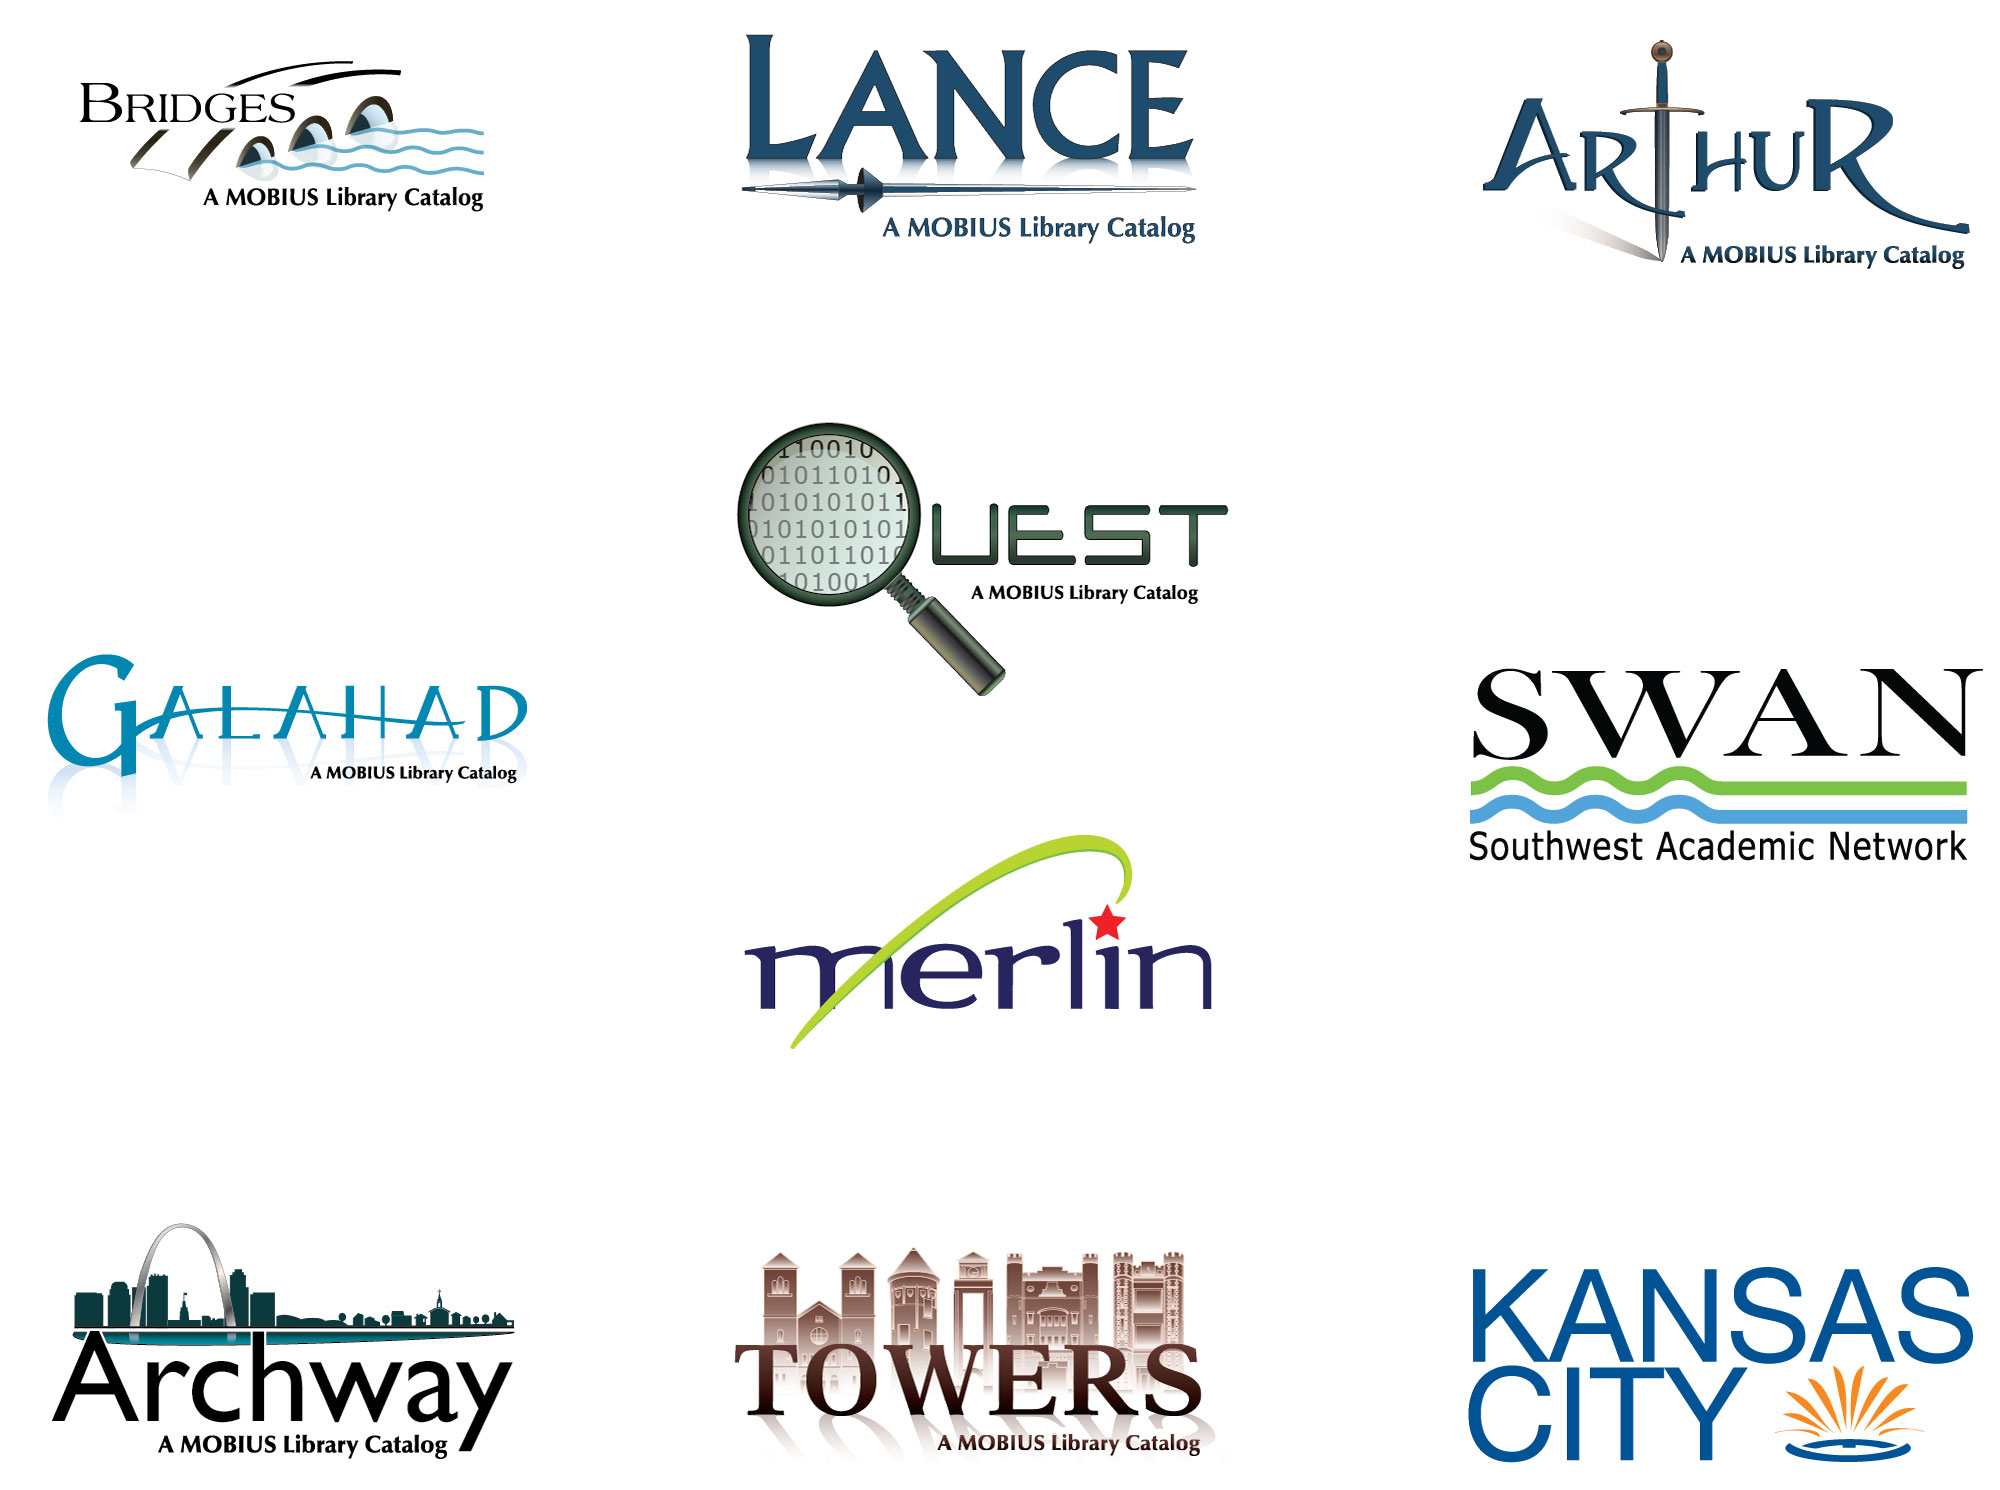 BRIDGES
A MOBIUS Library Catalog
LANCE
A MOBIUS Library Catalog
ARTHUR
A MOBIUS Library Catalog
110010
01011010
1010101011
0101010101
011011010
101001
QUEST
A MOBIUS Library Catalog
GALAHAD
A MOBIUS Library Catalog
SWAN
Southwest Academic Network
merlin
Archway
A MOBIUS Library Catalog
TOWERS
A MOBIUS Library Catalog
KANSAS
CITY